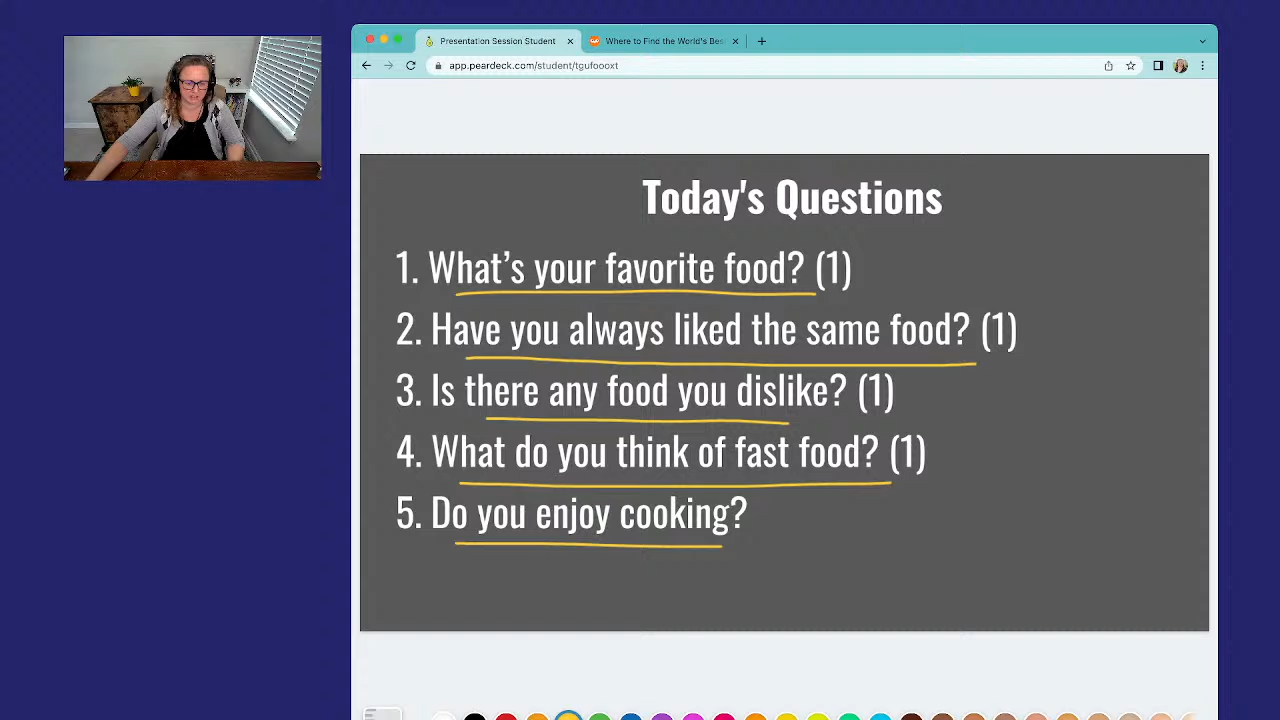 Presentation Session Student
Where to Find the World's Bes
app.peardeck.com/student/tgufoooxt
Today's Questions
1. What's your favorite food? (1)
2. Have you always liked the same food? (1)
3. Is there any food you dislike? (1)
4. What do you think of fast food? (1)
5. Do you enjoy cooking?